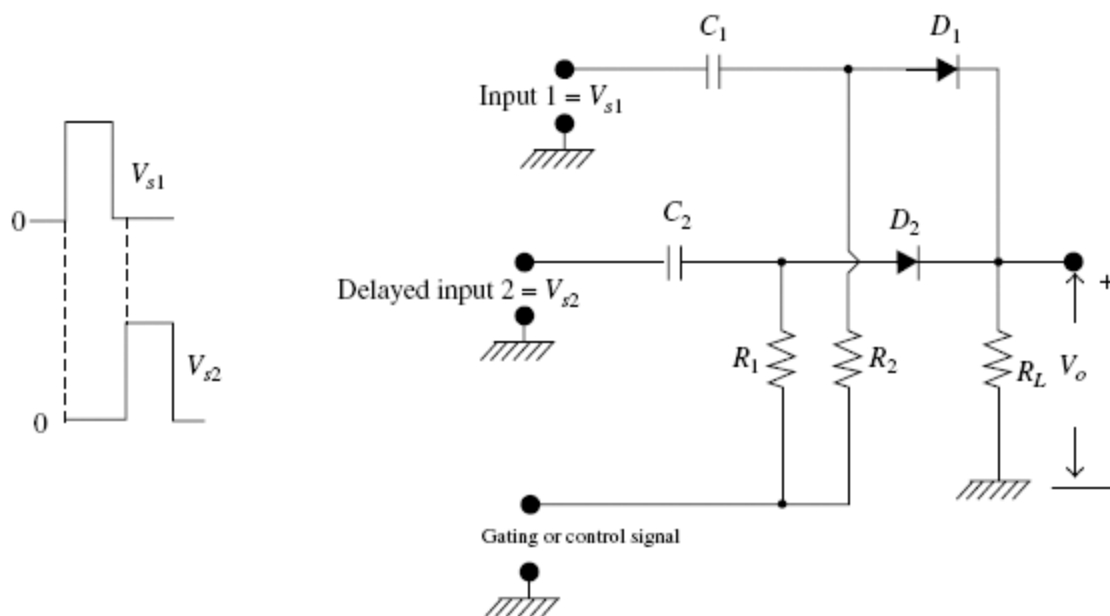 C1
D1
Input 1 = Vs1
Vs1
0
C2
D2
Delayed input 2 = Vs2
+
Vs2
R1
R2
RL
Vo
0
Gating or control signal